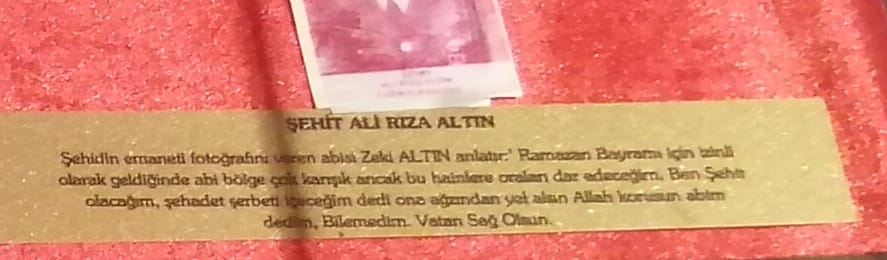 ŞEHİT ALİ RIZA ALTIN
Şehidin emaneti fotoğrafını veren abisi Zeki ALTIN anlatır:' Ramazan Bayramı için izinli
olarak geldiğinde abi bölge çok karışık ancak bu hainlere oraları dar edeceğim. Ben Şehit
olacağım, şehadet şerbeti içeceğim dedi ona ağzından yel alsın Allah korusun abim
dedim, Bilemedim. Vatan Sağ Olsun.